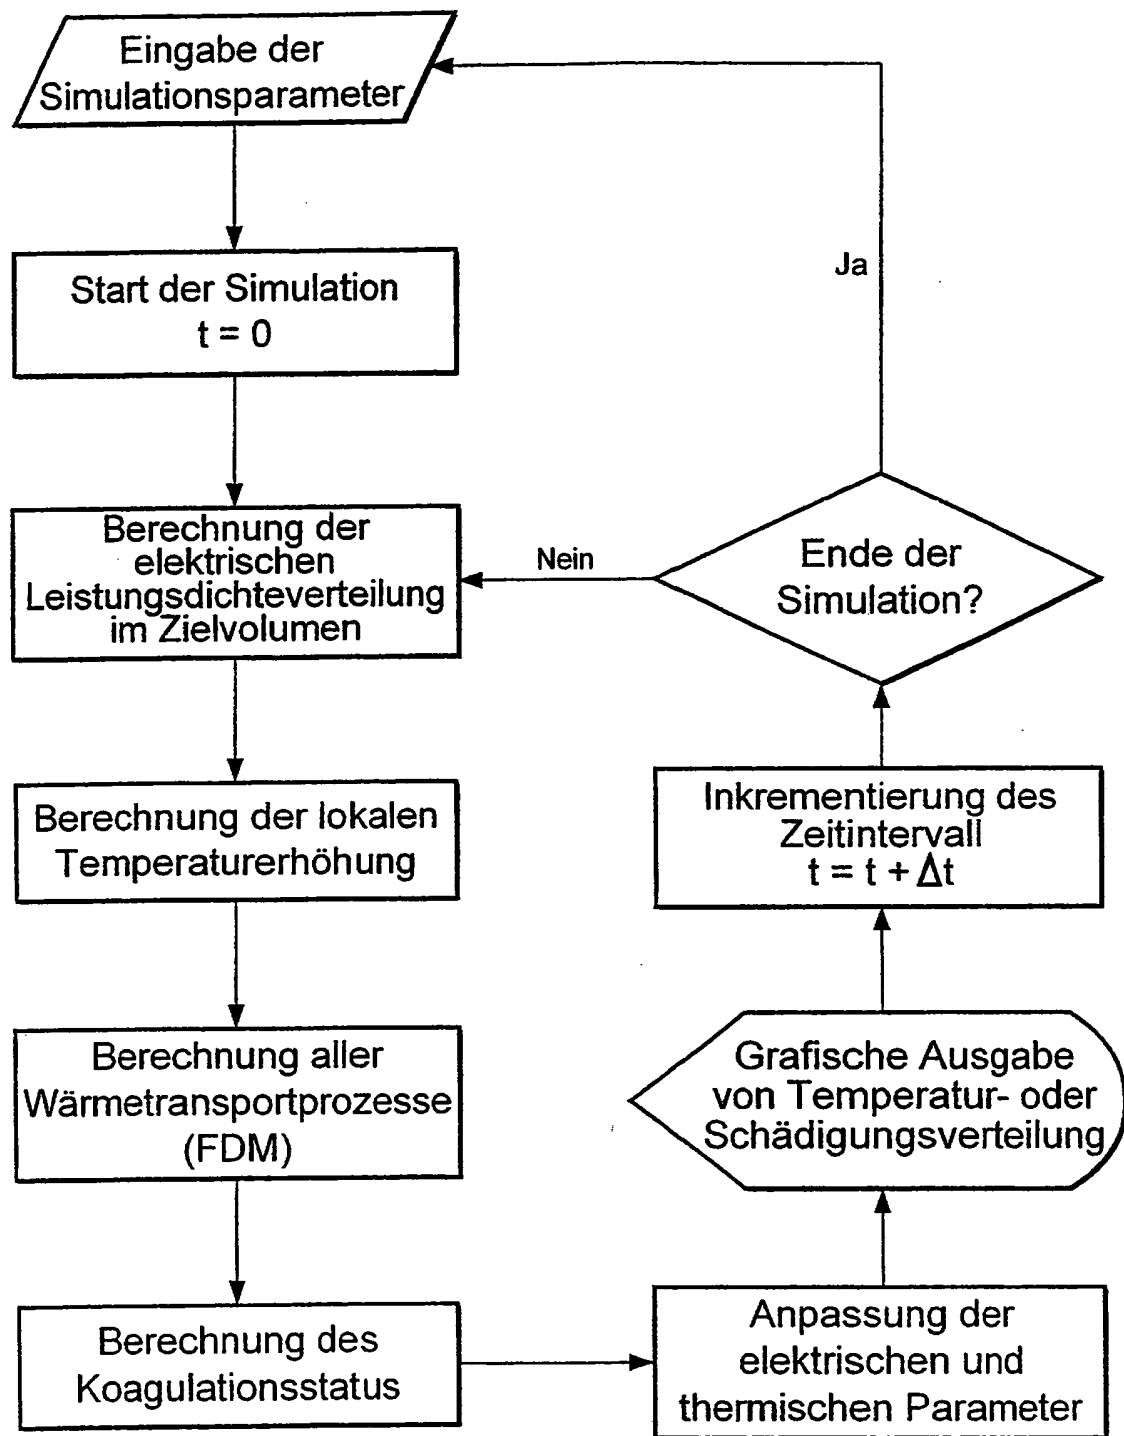 Eingabe der
Simulationsparameter
Start der Simulation
t = 0
Berechnung der
elektrischen
Leistungsdichteverteilung
im Zielvolumen
Berechnung der lokalen
Temperaturerhöhung
Berechnung aller
Wärmetransportprozesse
(FDM)
Berechnung des
Koagulationsstatus
Anpassung der
elektrischen und
thermischen Parameter
Grafische Ausgabe
von Temperatur- oder
Schädigungsverteilung
Inkrementierung des
Zeitintervall
t = t + Δt
Ende der
Simulation?
Nein
Ja